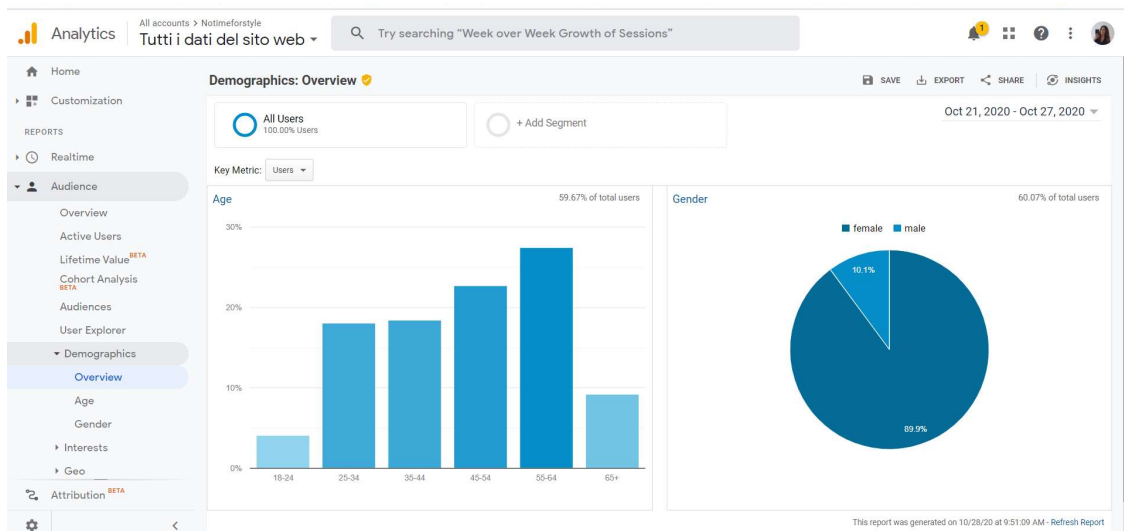 Analytics
All accounts > Notimeforstyle
Tutti i dati del sito web
Try searching "Week over Week Growth of Sessions"
1
Home
Customization
REPORTS
Realtime
Audience
Overview
Active Users
Lifetime Value BETA
Cohort Analysis
BETA
Audiences
User Explorer
Demographics
Overview
Age
Gender
Interests
Geo
Attribution BETA
Demographics: Overview
SAVE
EXPORT
SHARE
INSIGHTS
All Users
100.00% Users
+ Add Segment
Oct 21, 2020 - Oct 27, 2020
Key Metric: Users
Age
59.67% of total users
30%
20%
10%
0%
18-24 25-34 35-44 45-54 55-64 65+
Gender
60.07% of total users
female male
10.1%
89.9%
This report was generated on 10/28/20 at 9:51:09 AM - Refresh Report